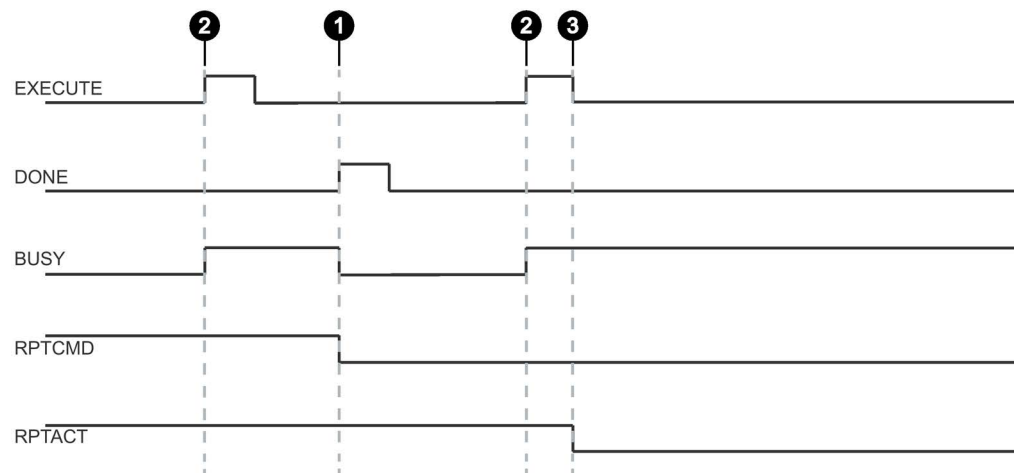 2 1 2 3
EXECUTE
DONE
BUSY
RPTCMD
RPTACT